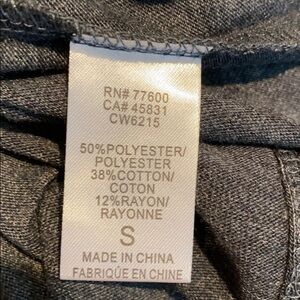 RN# 77600
CA# 45831
CW6215
50%POLYESTER/
POLYESTER
38%COTTON/
COTON
12%RAYON/
RAYONNE
S
MADE IN CHINA
FABRIQÛE EN CHINE